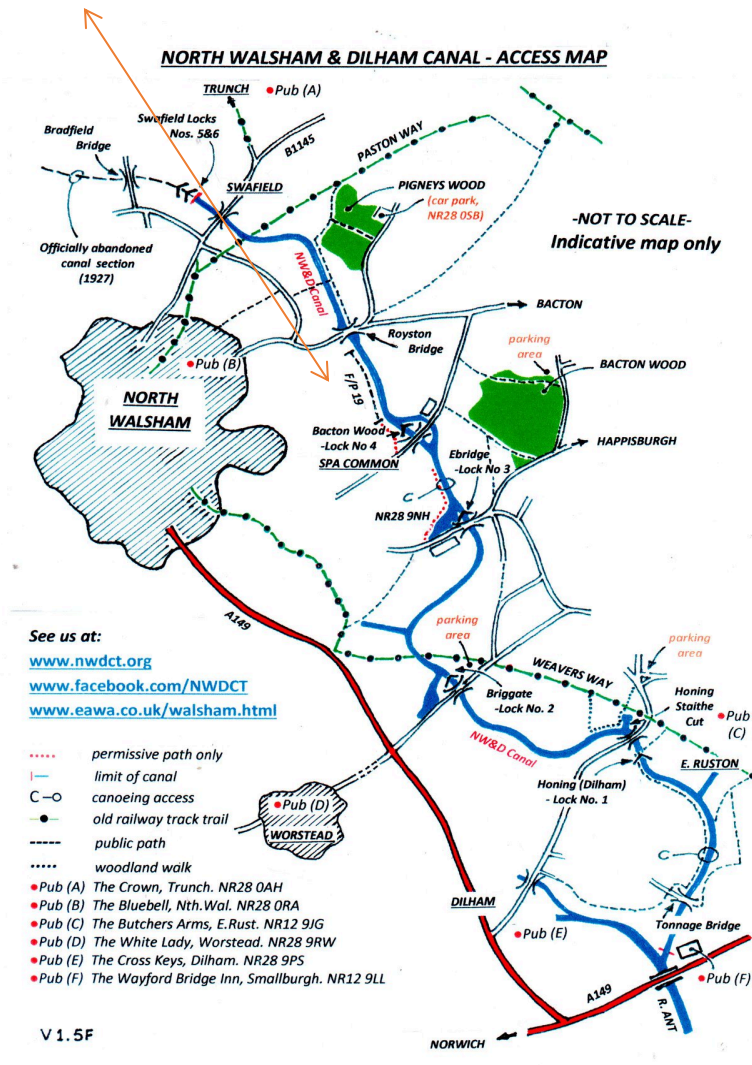 NORTH WALSHAM & DILHAM CANAL - ACCESS MAP
TRUNCH
Pub (A)
Swafield Locks
Nos. 5&6
Bradfield
Bridge
B1145
PASTON WAY
SWAFIELD
PIGNEYS WOOD
(car park,
NR28 0SB)
-NOT TO SCALE-
Indicative map only
Officially abandoned
canal section
(1927)
NW&D Canal
BACTON
Royston
Bridge
parking
area
Pub (B)
BACTON WOOD
F/P 19
NORTH
WALSHAM
Bacton Wood
-Lock No 4
SPA COMMON
Ebridge
-Lock No 3
HAPPISBURGH
C
NR28 9NH
A149
parking
area
parking
area
See us at:
www.nwdct.org
www.facebook.com/NWDCT
www.eawa.co.uk/walsham.html
WEAVERS WAY
Briggate
-Lock No. 2
Honing
Staithe
Cut
Pub
(C)
NW&D Canal
E. RUSTON
Honing (Dilham)
- Lock No. 1
permissive path only
limit of canal
C-O canoeing access
old railway track trail
public path
woodland walk
Pub (D)
WORSTEAD
C
DILHAM
Pub (E)
Tonnage Bridge
Pub (F)
A149
R. ANT
NORWICH
Pub (A) The Crown, Trunch. NR28 0AH
Pub (B) The Bluebell, Nth.Wal. NR28 0RA
Pub (C) The Butchers Arms, E.Rust. NR12 9JG
Pub (D) The White Lady, Worstead. NR28 9RW
Pub (E) The Cross Keys, Dilham. NR28 9PS
Pub (F) The Wayford Bridge Inn, Smallburgh. NR12 9LL
V 1.5F